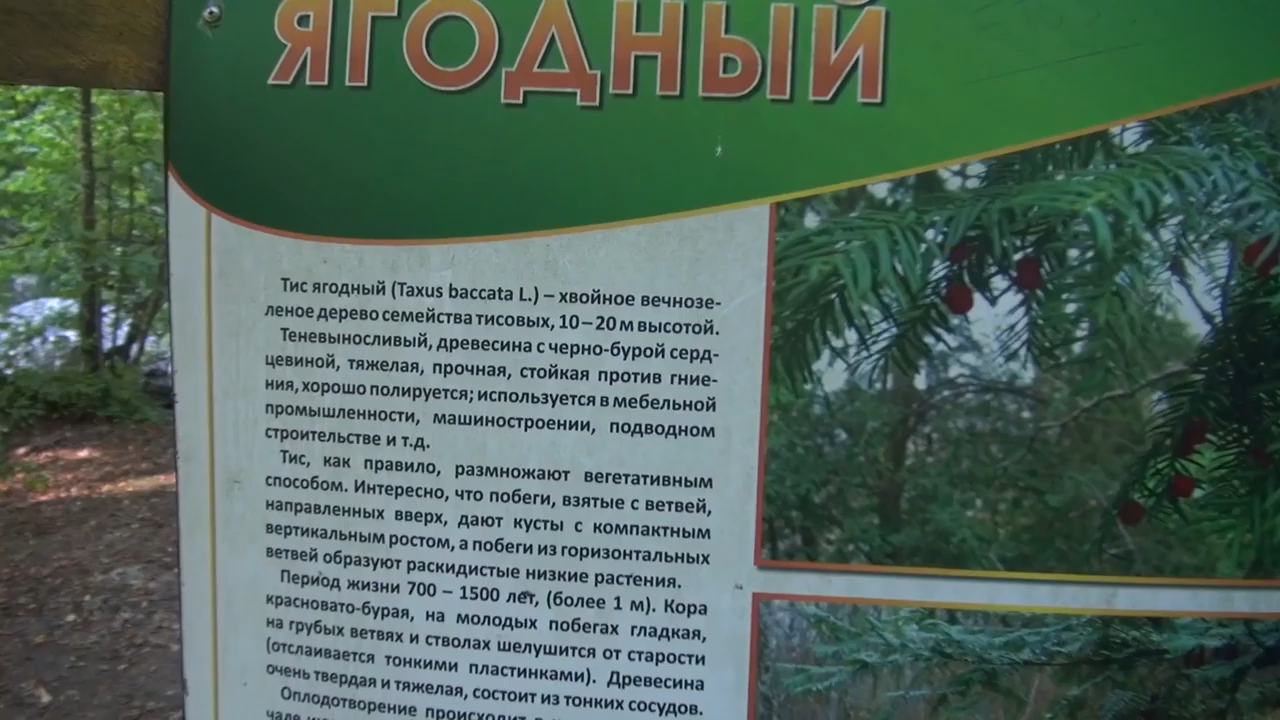 ЯГОДНЫЙ
Тис ягодный (Taxus baccata L.) – хвойное вечнозе-
леное дерево семейства тисовых, 10 – 20 м высотой.
Теневыносливый, древесина с черно-бурой серд-
цевиной, тяжелая, прочная, стойкая против гние-
ния, хорошо полируется; используется в мебельной
промышленности, машиностроении, подводном
строительстве и т.д.
Тис, как правило, размножают вегетативным
способом. Интересно, что побеги, взятые с ветвей,
направленных вверх, дают кусты с компактным
вертикальным ростом, а побеги из горизонтальных
ветвей образуют раскидистые низкие растения.
Период жизни 700 – 1500 лет, (более 1 м). Кора
красновато-бурая, на молодых побегах гладкая,
на грубых ветвях и стволах шелушится от старости
(отслаивается тонкими пластинками). Древесина
очень твердая и тяжелая, состоит из тонких сосудов.
Оплодотворение происходит